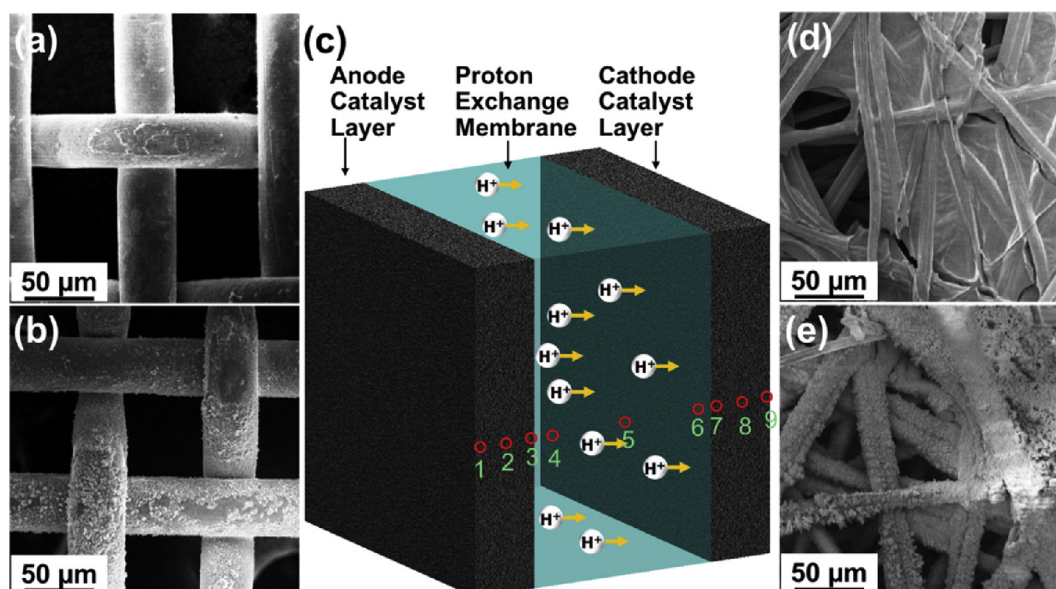 (a)
50 µm
(b)
50 µm
(c)
Anode
Catalyst
Layer
Proton
Exchange
Membrane
Cathode
Catalyst
Layer
H⁺
H⁺
H⁺
H⁺
H⁺
H⁺
H⁺
H⁺
H⁺
H⁺
H⁺
H⁺
1 2 3 4 5 6 7 8 9
(d)
50 µm
(e)
50 µm